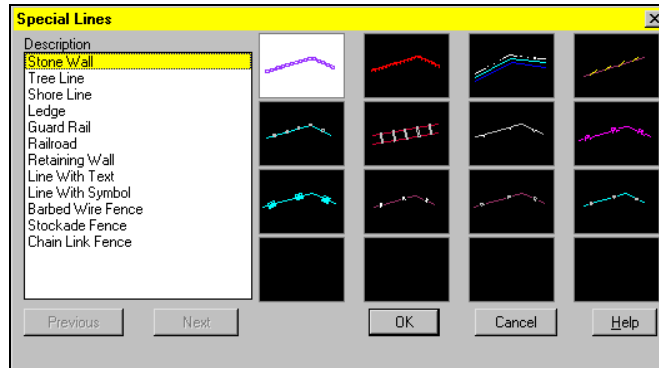 Special Lines
Description
Stone Wall
Tree Line
Shore Line
Ledge
Guard Rail
Railroad
Retaining Wall
Line With Text
Line With Symbol
Barbed Wire Fence
Stockade Fence
Chain Link Fence
Previous
Next
OK
Cancel
Help